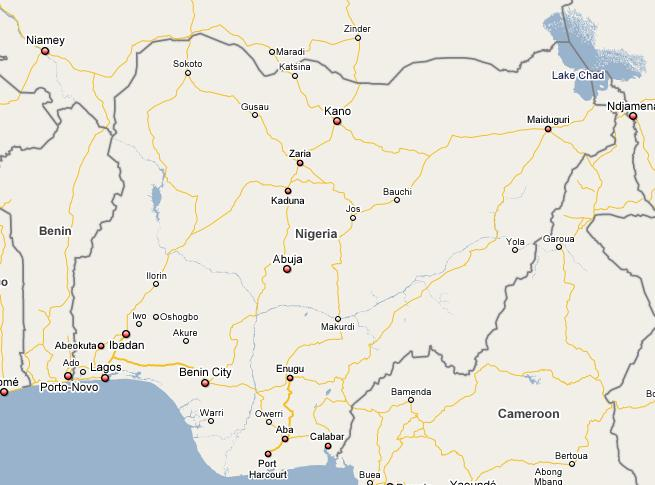 Zinder
Niamey
Maradi
Sokoto
Katsina
Lake Chad
Gusau
Kano
Ndjamena
Maiduguri
Zaria
Kaduna
Bauchi
Jos
Benin
Nigeria
Yola
Garoua
Abuja
Ilorin
Iwo
Oshogbo
Makurdi
Akure
Abeokuta
Ibadan
Ado
Lagos
Benin City
Enugu
omé
Porto-Novo
Bamenda
Warri
Owerri
Cameroon
Aba
Calabar
Port
Harcourt
Bertoua
Buea
Abong
Mbang
Yaoundé